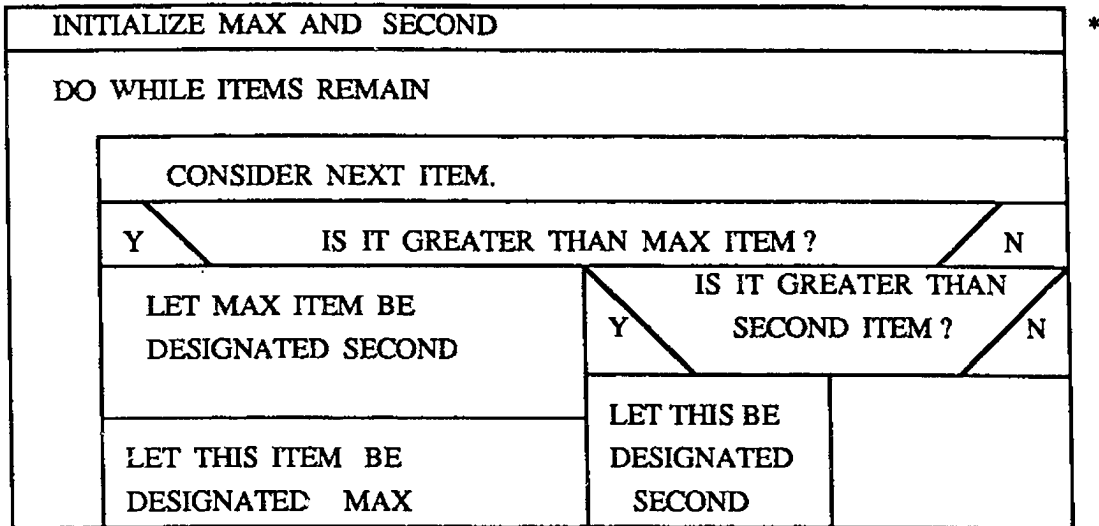 INITIALIZE MAX AND SECOND *
DO WHILE ITEMS REMAIN
CONSIDER NEXT ITEM.
Y IS IT GREATER THAN MAX ITEM ? N
LET MAX ITEM BE
DESIGNATED SECOND
IS IT GREATER THAN
Y SECOND ITEM ? N
LET THIS ITEM BE
DESIGNATED MAX
LET THIS BE
DESIGNATED
SECOND